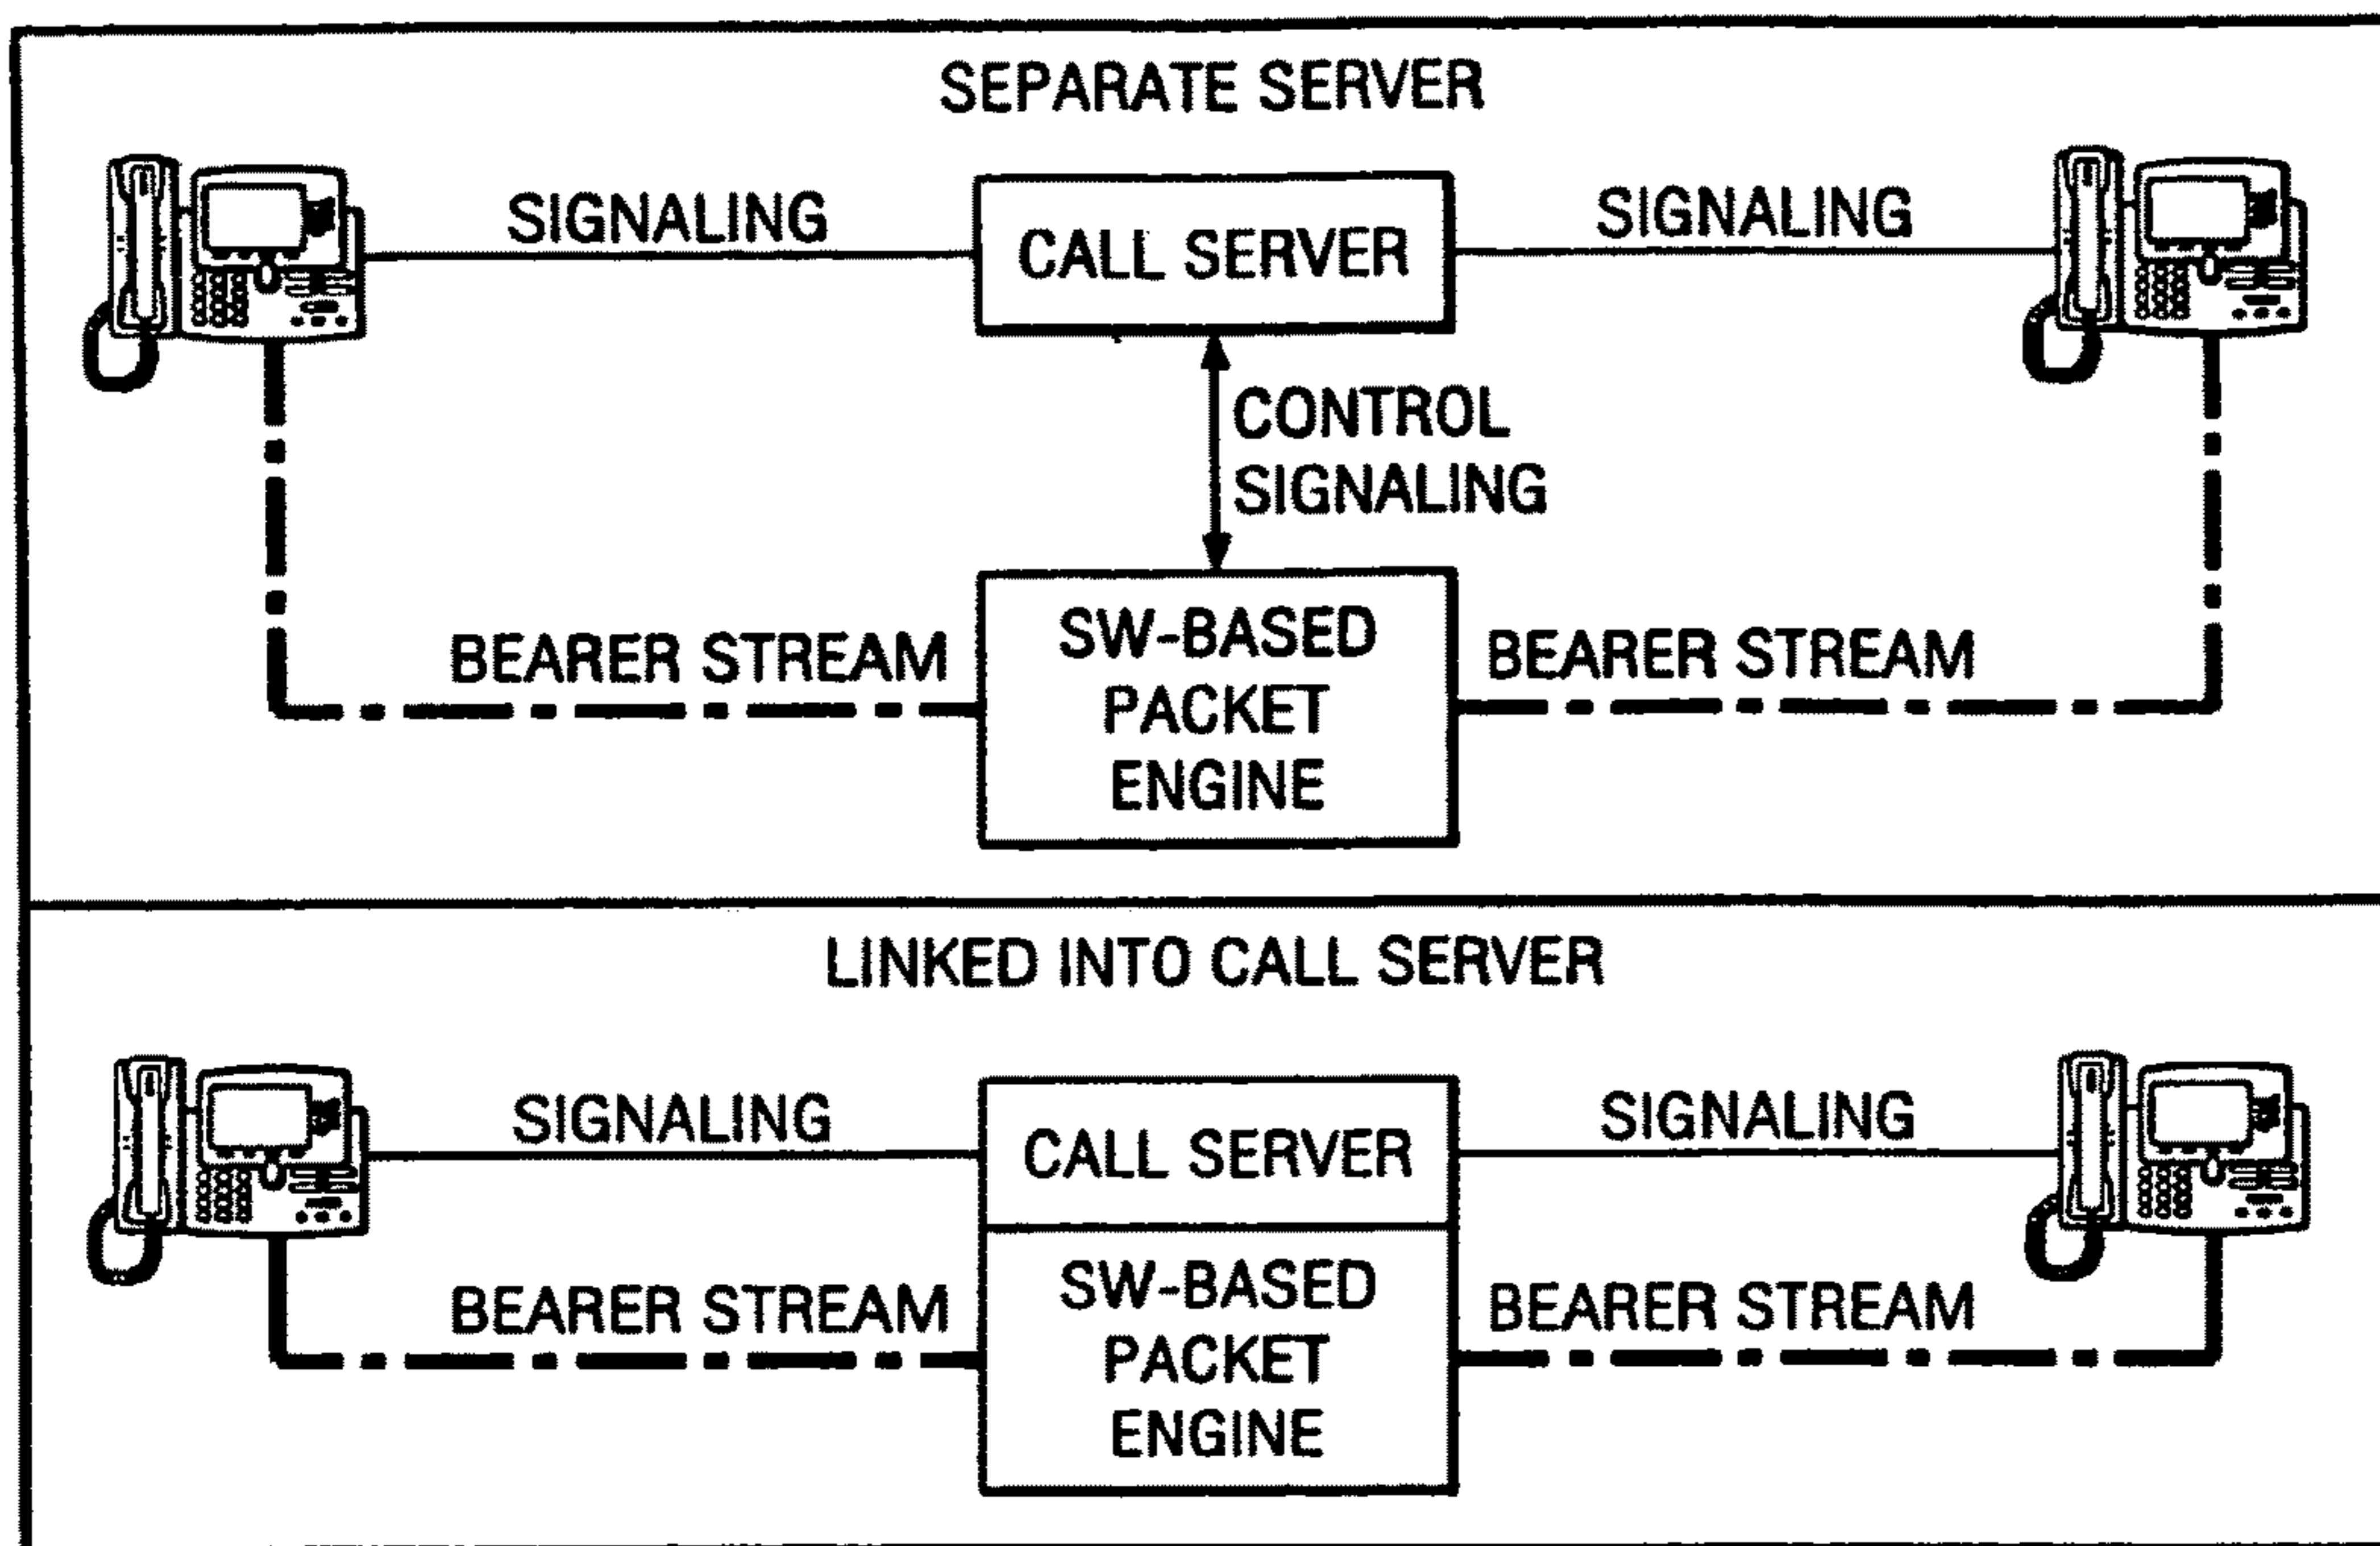 SEPARATE SERVER
SIGNALING
CALL SERVER
SIGNALING
CONTROL
SIGNALING
BEARER STREAM
SW-BASED
PACKET
ENGINE
BEARER STREAM
LINKED INTO CALL SERVER
SIGNALING
CALL SERVER
SIGNALING
BEARER STREAM
SW-BASED
PACKET
ENGINE
BEARER STREAM